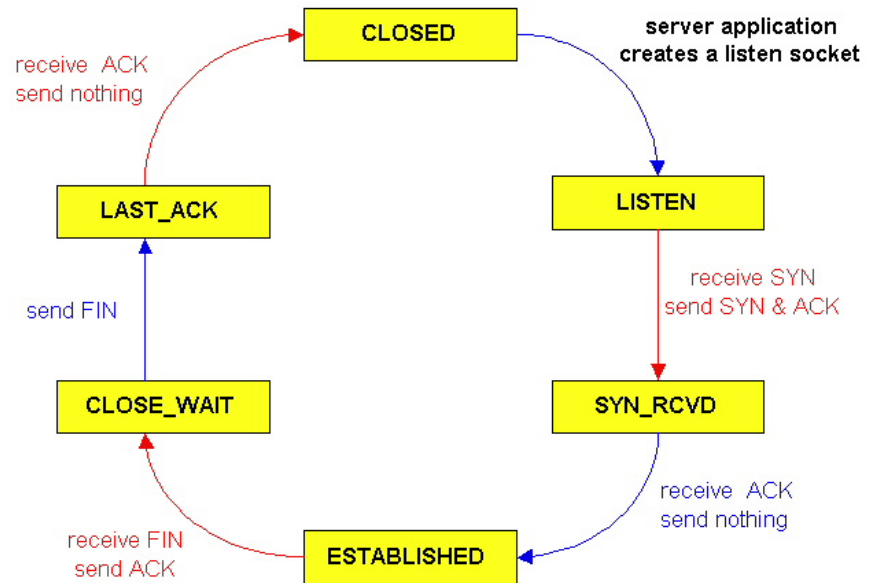 CLOSED
server application
creates a listen socket
receive ACK
send nothing
LAST_ACK
LISTEN
receive SYN
send SYN & ACK
send FIN
CLOSE_WAIT
SYN_RCVD
receive ACK
send nothing
receive FIN
send ACK
ESTABLISHED